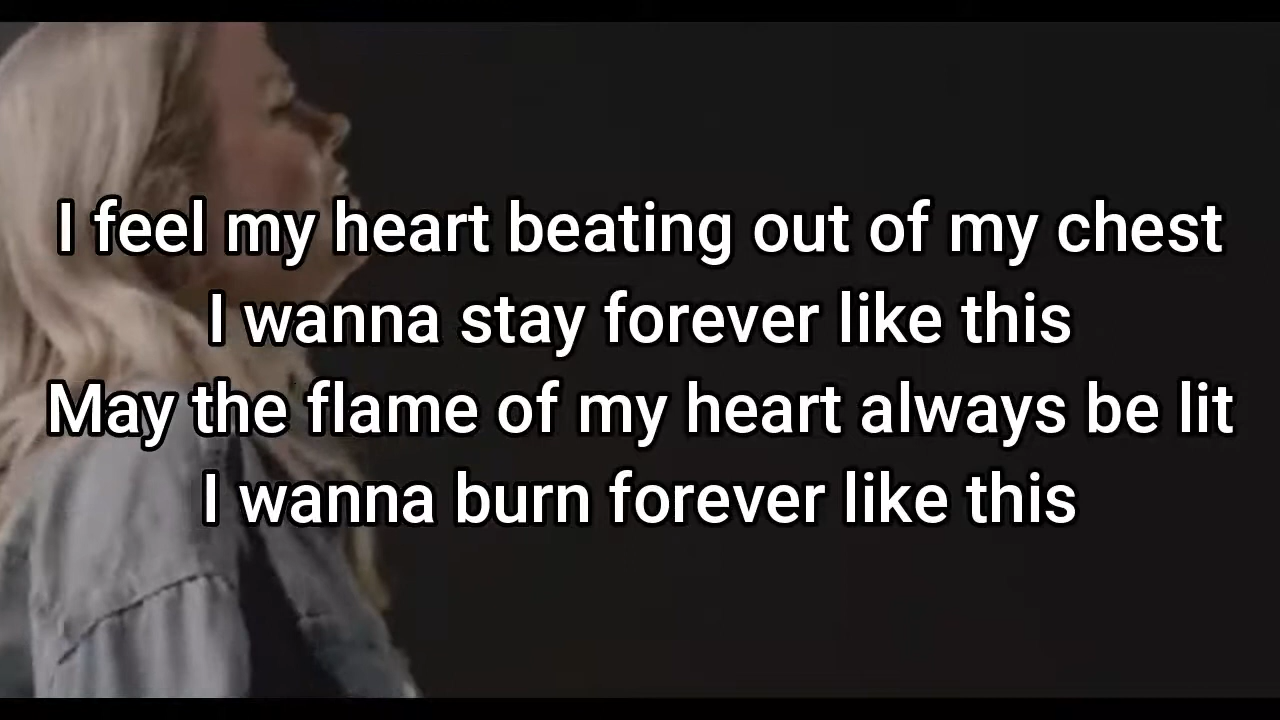 I feel my heart beating out of my chest
I wanna stay forever like this
May the flame of my heart always be lit
I wanna burn forever like this